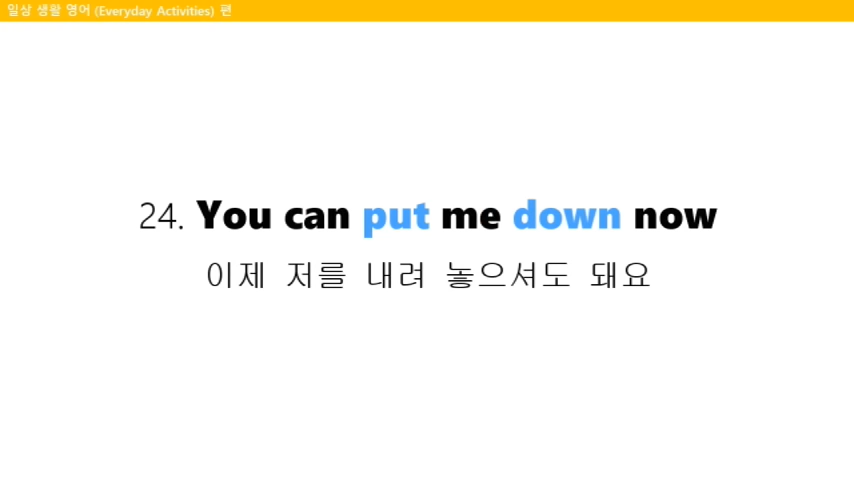 일상 생활 영어 (Everyday Activities) 편
24. You can put me down now
이제 저를 내려 놓으셔도 돼요